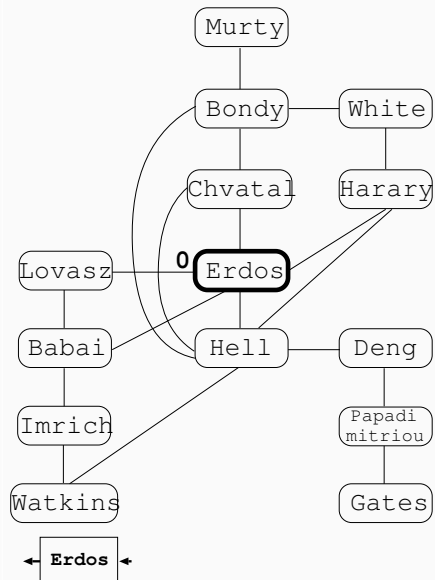 Murty
Bondy White
Chvatal Harary
0
Lovasz Erdos
Babai Hell Deng
Imrich Papadi
mitriou
Watkins Gates
Erdos